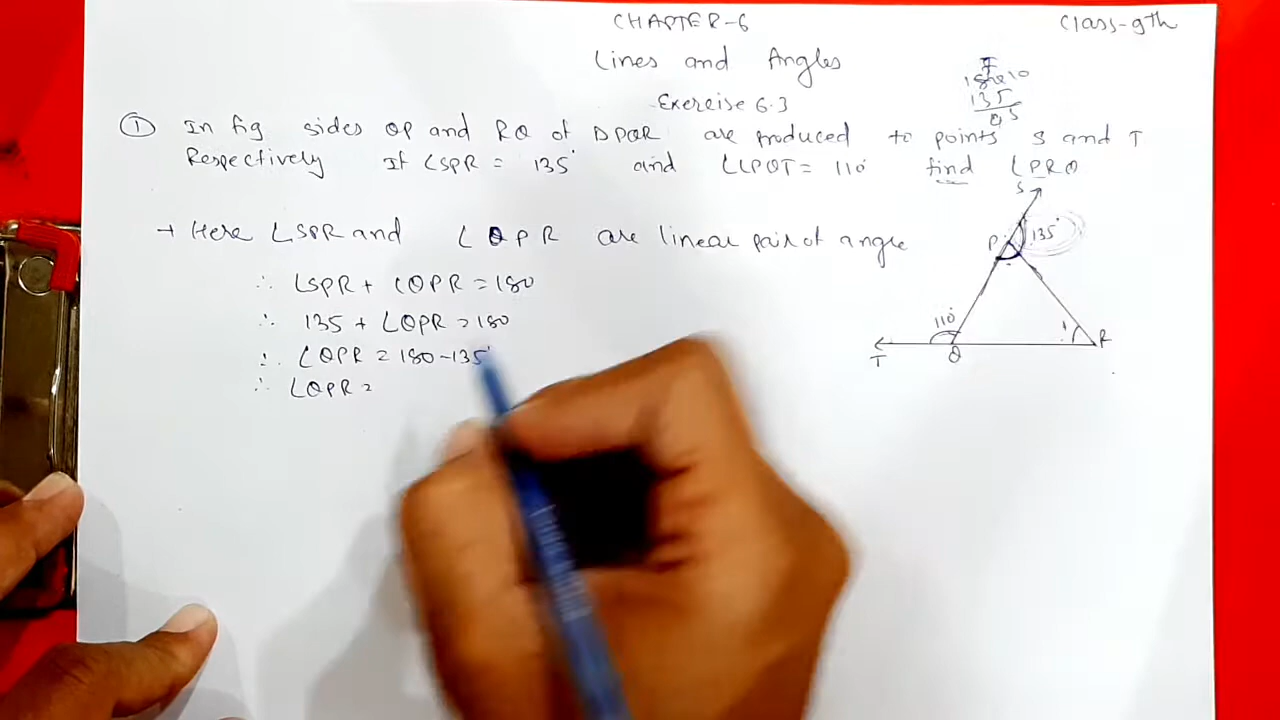 CHAPTER-6
Class-9th
Lines and Angles
Exercise 6.3
① In fig sides QP and RQ of ΔPQR are produced to points S and T
Respectively If ∠SPR = 135° and ∠∠PQT = 110° find ∠PRQ
→ Here ∠SPR and ∠QPR are linear pair of angle
∴ ∠SPR + ∠QPR = 180
∴ 135 + ∠QPR = 180
∴ ∠QPR = 180 - 135°
∴ ∠QPR =
135
S
P
135°
110°
T
Q
R